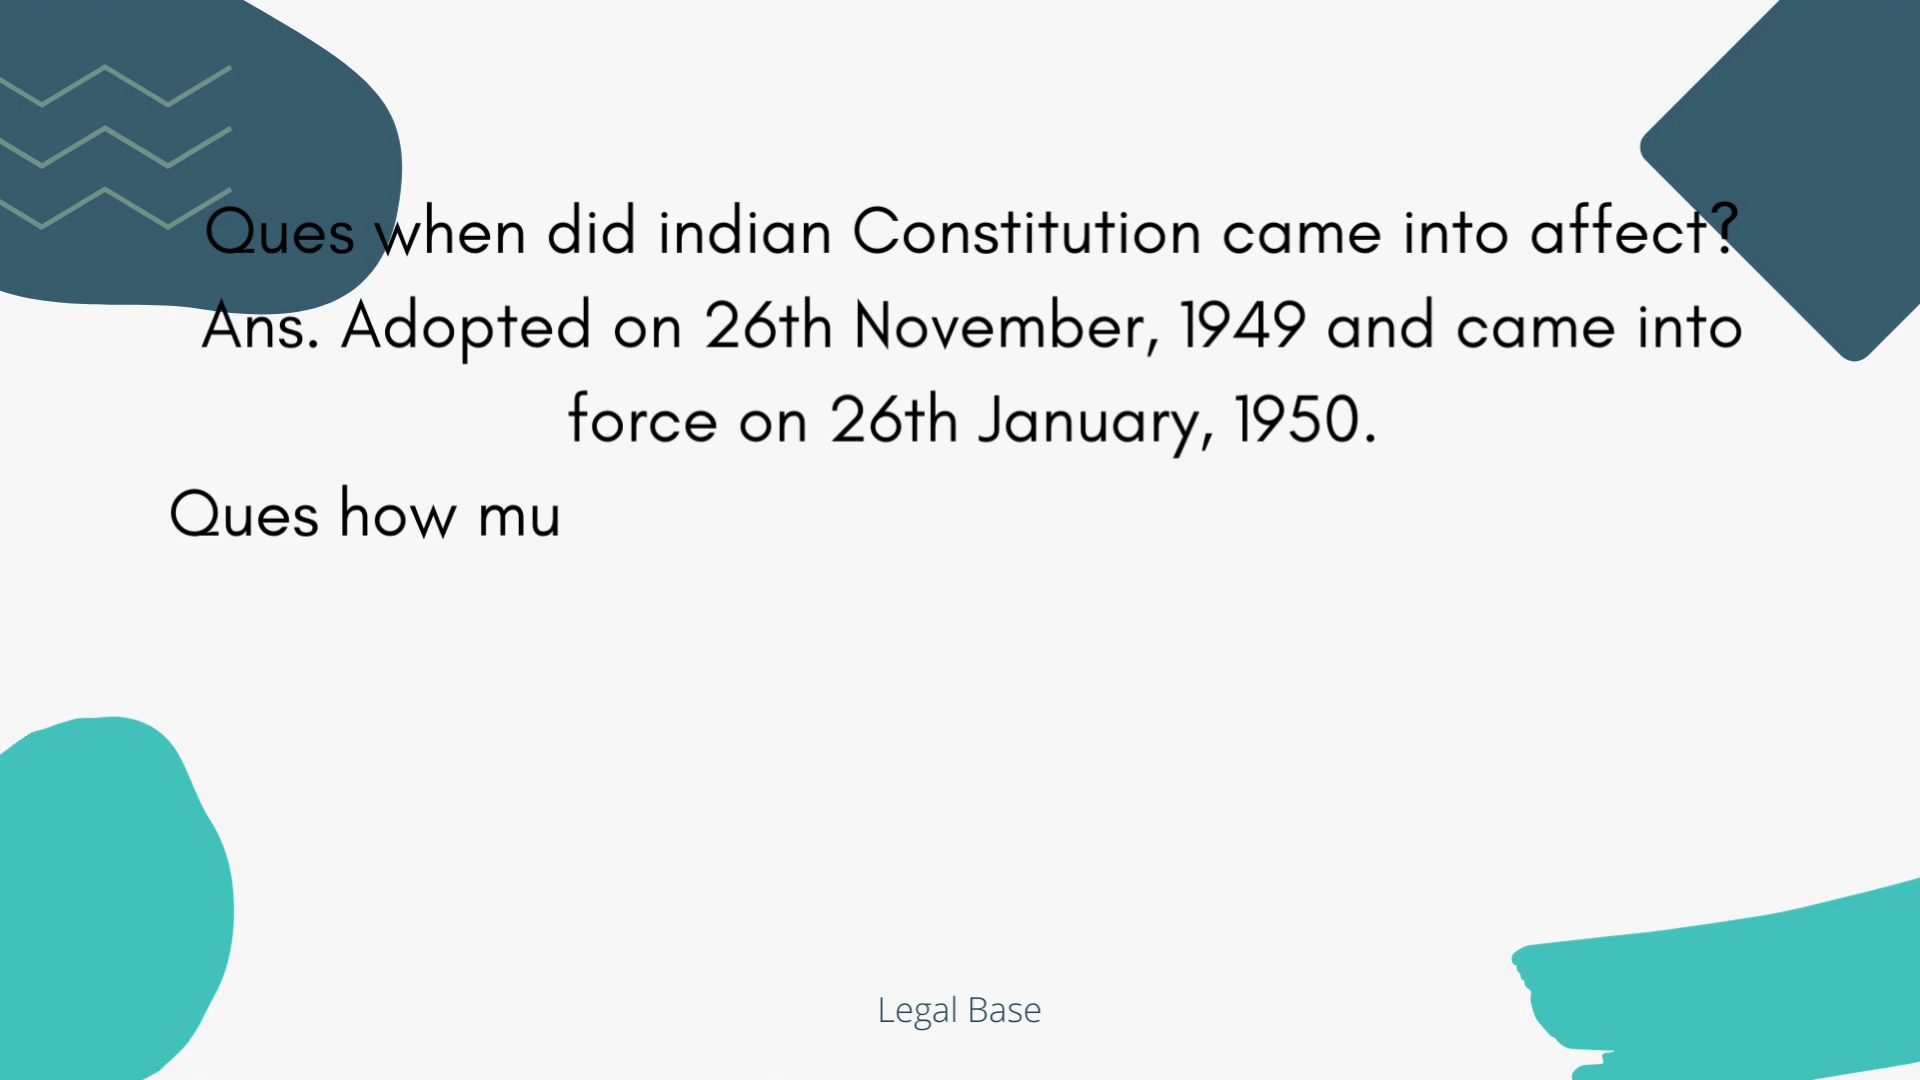 Ques when did indian Constitution came into affect?
Ans. Adopted on 26th November, 1949 and came into
force on 26th January, 1950.
Ques how mu
Legal Base